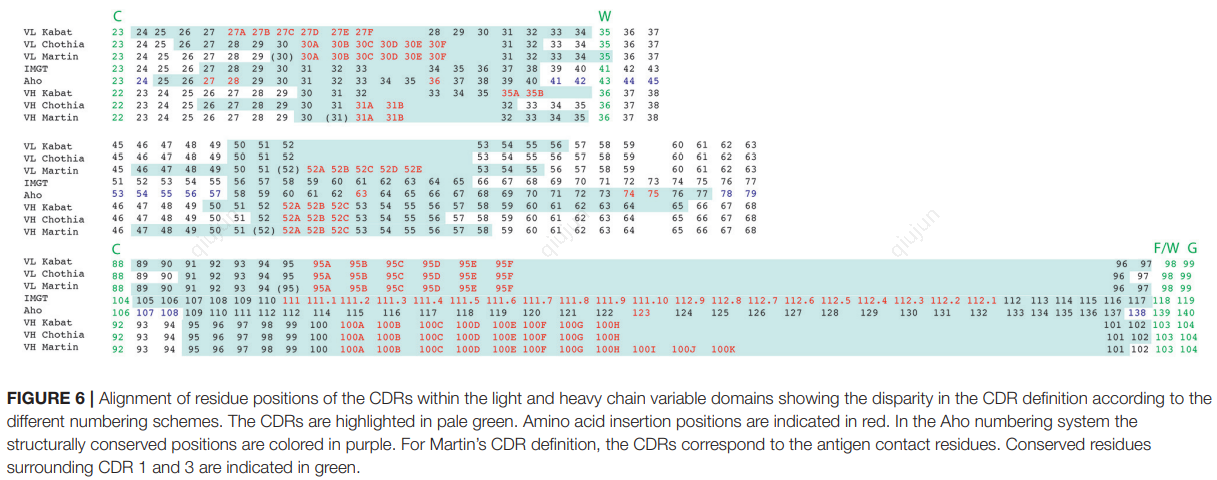 C W
VL Kabat 23 24 25 26 27 27A 27B 27C 27D 27E 27F 28 29 30 31 32 33 34 35 36 37
VL Chothia 23 24 25 26 27 28 29 30 30A 30B 30C 30D 30E 30F 31 32 33 34 35 36 37
VL Martin 23 24 25 26 27 28 29 (30) 30A 30B 30C 30D 30E 30F 31 32 33 34 35 36 37
IMGT 23 24 25 26 27 28 29 30 31 32 33 34 35 36 37 38 39 40 41 42 43
Aho 23 24 25 26 27 28 29 30 31 32 33 34 35 36 37 38 39 40 41 42 43 44 45
VH Kabat 22 23 24 25 26 27 28 29 30 31 32 33 34 35 35A 35B 36 37 38
VH Chothia 22 23 24 25 26 27 28 29 30 31 31A 31B 32 33 34 35 36 37 38
VH Martin 22 23 24 25 26 27 28 29 30 (31) 31A 31B 32 33 34 35 36 37 38
VL Kabat 45 46 47 48 49 50 51 52 53 54 55 56 57 58 59 60 61 62 63
VL Chothia 45 46 47 48 49 50 51 52 53 54 55 56 57 58 59 60 61 62 63
VL Martin 45 46 47 48 49 50 51 (52) 52A 52B 52C 52D 52E 53 54 55 56 57 58 59 60 61 62 63
IMGT 51 52 53 54 55 56 57 58 59 60 61 62 63 64 65 66 67 68 69 70 71 72 73 74 75 76 77
Aho 53 54 55 56 57 58 59 60 61 62 63 64 65 66 67 68 69 70 71 72 73 74 75 76 77 78 79
VH Kabat 46 47 48 49 50 51 52 52A 52B 52C 53 54 55 56 57 58 59 60 61 62 63 64 65 66 67 68
VH Chothia 46 47 48 49 50 51 52 52A 52B 52C 53 54 55 56 57 58 59 60 61 62 63 64 65 66 67 68
VH Martin 46 47 48 49 50 51 (52) 52A 52B 52C 53 54 55 56 57 58 59 60 61 62 63 64 65 66 67 68
C F/W G
VL Kabat 88 89 90 91 92 93 94 95 95A 95B 95C 95D 95E 95F 96 97 98 99
VL Chothia 88 89 90 91 92 93 94 95 95A 95B 95C 95D 95E 95F 96 97 98 99
VL Martin 88 89 90 91 92 93 94 (95) 95A 95B 95C 95D 95E 95F 96 97 98 99
IMGT 104 105 106 107 108 109 110 111 111.1 111.2 111.3 111.4 111.5 111.6 111.7 111.8 111.9 111.10 112.9 112.8 112.7 112.6 112.5 112.4 112.3 112.2 112.1 112 113 114 115 116 117 118 119
Aho 106 107 108 109 110 111 112 112 114 115 116 117 118 119 120 121 122 123 124 125 126 127 128 129 130 131 132 133 134 135 136 137 138 139 140
VH Kabat 92 93 94 95 96 97 98 99 100 100A 100B 100C 100D 100E 100F 100G 100H 101 102 103 104
VH Chothia 92 93 94 95 96 97 98 99 100 100A 100B 100C 100D 100E 100F 100G 100H 101 102 103 104
VH Martin 92 93 94 95 96 97 98 99 100 100A 100B 100C 100D 100E 100F 100G 100H 100I 100J 100K 101 102 103 104
qiujun
qiujun
qiujun
FIGURE 6 | Alignment of residue positions of the CDRs within the light and heavy chain variable domains showing the disparity in the CDR definition according to the
different numbering schemes. The CDRs are highlighted in pale green. Amino acid insertion positions are indicated in red. In the Aho numbering system the
structurally conserved positions are colored in purple. For Martin's CDR definition, the CDRs correspond to the antigen contact residues. Conserved residues
surrounding CDR 1 and 3 are indicated in green.